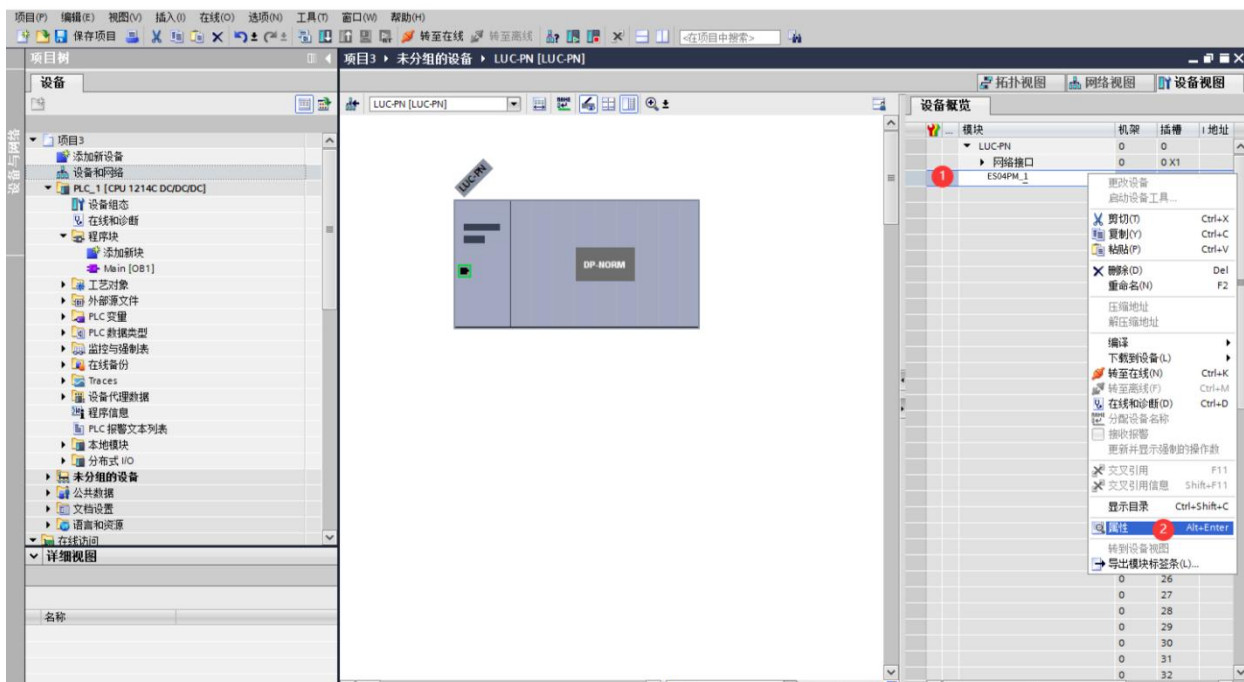 项目(P) 编辑(E) 视图(V) 插入(I) 在线(O) 选项(N) 工具(T) 窗口(W) 帮助(H)
保存项目 转至在线 转至离线 <在项目中搜索>
项目树
项目3 ▸ 未分组的设备 ▸ LUC-PN [LUC-PN]
设备
拓扑视图 网络视图 设备视图
LUC-PN [LUC-PN]
设备概览
设备与网络
项目3
添加新设备
设备和网络
PLC_1 [CPU 1214C DC/DC/DC]
设备组态
在线和诊断
程序块
添加新块
Main [OB1]
工艺对象
外部源文件
PLC 变量
PLC 数据类型
监控与强制表
在线备份
Traces
设备代理数据
程序信息
PLC 报警文本列表
本地模块
分布式 I/O
未分组的设备
公共数据
文档设置
语言和资源
在线访问
详细视图
名称
LUC-PN
DP-NORM
... 模块 机架 插槽 I 地址
LUC-PN 0 0
网络接口 0 0 X1
1 ES04PM_1
更改设备
启动设备工具...
剪切(T) Ctrl+X
复制(Y) Ctrl+C
粘贴(P) Ctrl+V
删除(D) Del
重命名(N) F2
压缩地址
解压缩地址
编译
下载到设备(L)
转至在线(N) Ctrl+K
转至离线(F) Ctrl+M
在线和诊断(D) Ctrl+D
分配设备名称
接收报警
更新并显示强制的操作数
交叉引用 F11
交叉引用信息 Shift+F11
显示目录 Ctrl+Shift+C
属性 2 Alt+Enter
转到设备视图
导出模块标签条(L)...
0 26
0 27
0 28
0 29
0 30
0 31
0 32